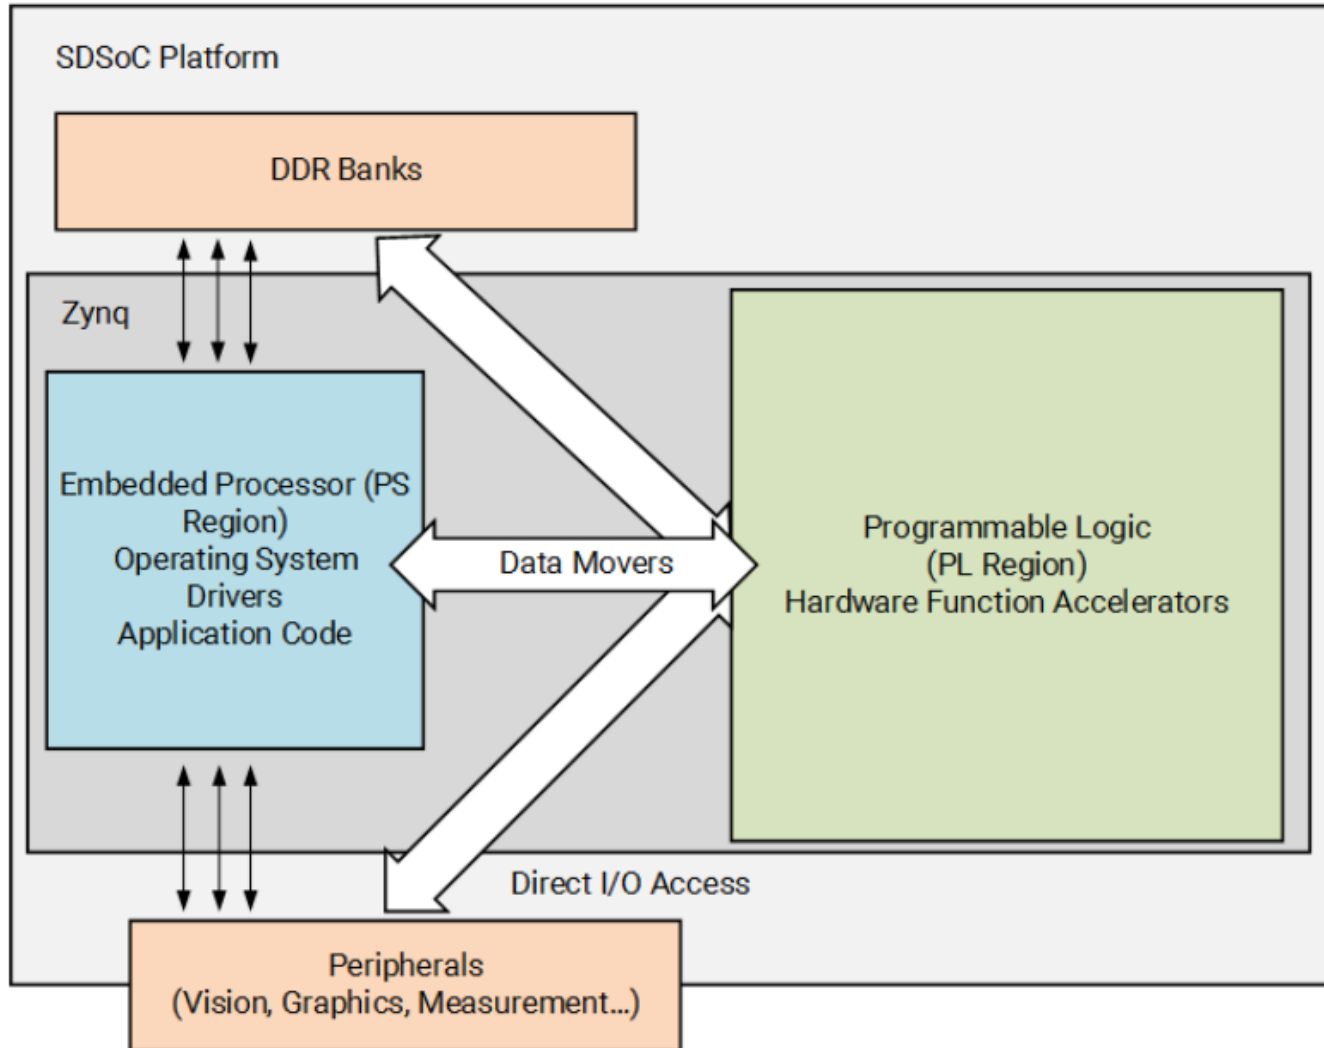 SDSoC Platform
DDR Banks
Zynq
Embedded Processor (PS
Region)
Operating System
Drivers
Application Code
Data Movers
Programmable Logic
(PL Region)
Hardware Function Accelerators
Direct I/O Access
Peripherals
(Vision, Graphics, Measurement...)